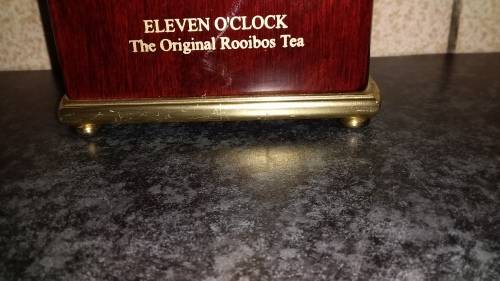 ELEVEN O'CLOCK
The Original Rooibos Tea